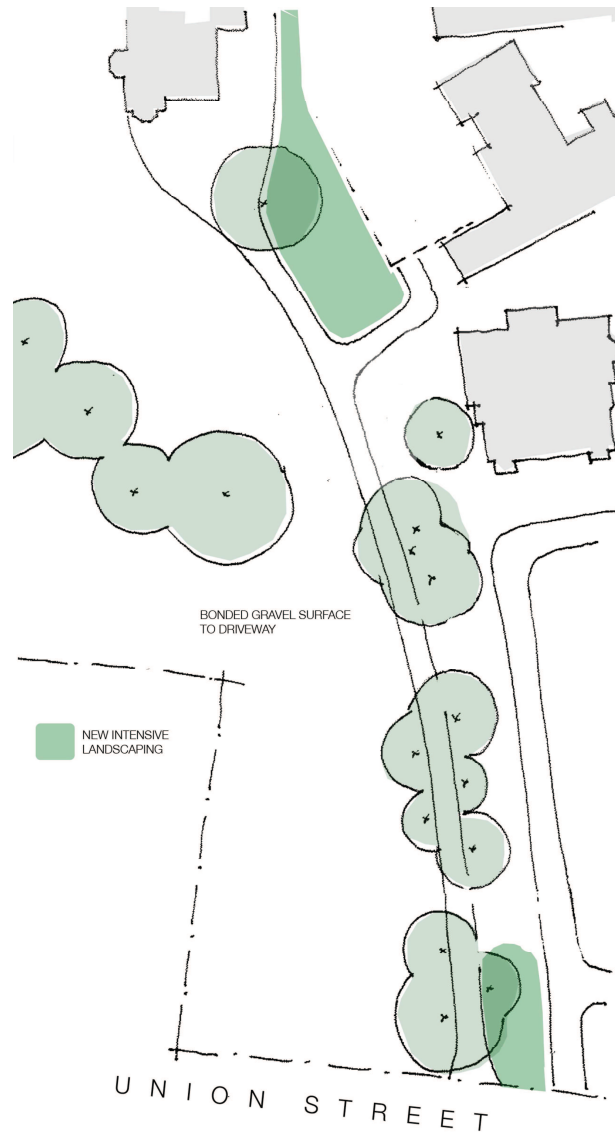 BONDED GRAVEL SURFACE
TO DRIVEWAY
NEW INTENSIVE
LANDSCAPING
UNION STREET